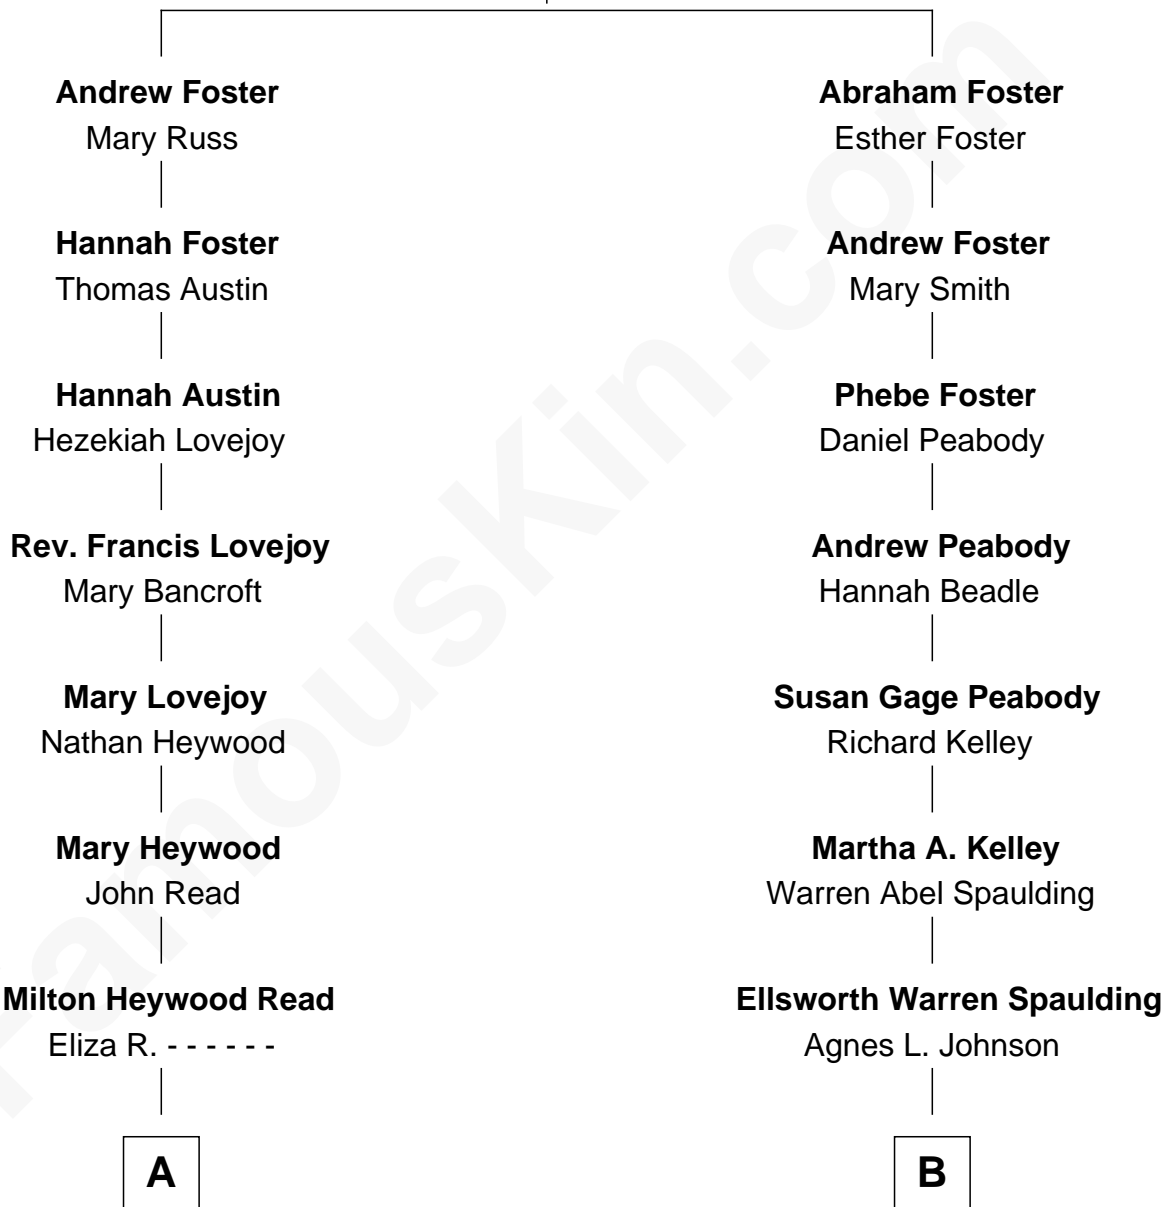 Andrew Foster
Mary Russ
Hannah Foster
Thomas Austin
Hannah Austin
Hezekiah Lovejoy
Rev. Francis Lovejoy
Mary Bancroft
Mary Lovejoy
Nathan Heywood
Mary Heywood
John Read
Milton Heywood Read
Eliza R. - - - - - -
A
Abraham Foster
Esther Foster
Andrew Foster
Mary Smith
Phebe Foster
Daniel Peabody
Andrew Peabody
Hannah Beadle
Susan Gage Peabody
Richard Kelley
Martha A. Kelley
Warren Abel Spaulding
Ellsworth Warren Spaulding
Agnes L. Johnson
B
FamousKin.com